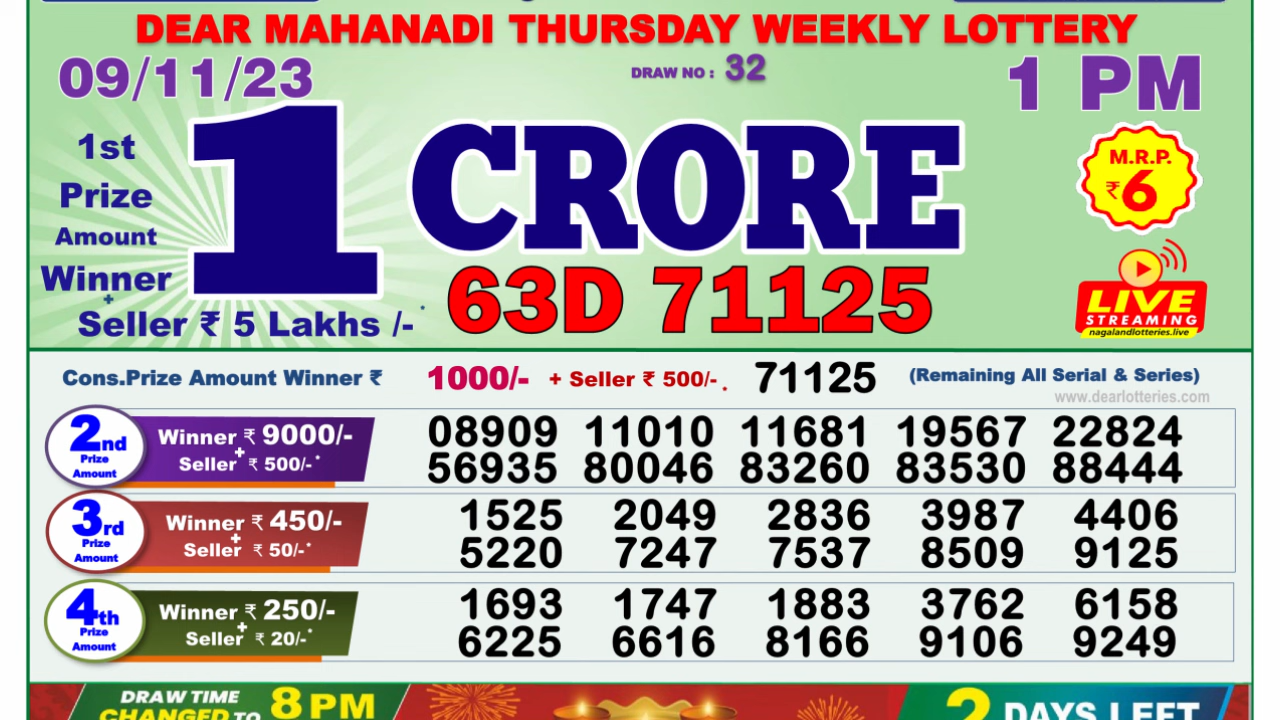 DEAR MAHANADI THURSDAY WEEKLY LOTTERY
09/11/23
DRAW NO : 32
1 PM
1st
Prize
Amount
Winner
+
Seller ₹ 5 Lakhs /-
1 CRORE
63D 71125
M.R.P.
₹6
LIVE
STREAMING
nagalandlotteries.live
Cons.Prize Amount Winner ₹ 1000/- + Seller ₹ 500/-. 71125 (Remaining All Serial & Series)
www.dearlotteries.com
2nd
Prize
Amount
Winner ₹ 9000/-
+
Seller ₹ 500/-*
08909 11010 11681 19567 22824
56935 80046 83260 83530 88444
3rd
Prize
Amount
Winner ₹ 450/-
+
Seller ₹ 50/-*
1525 2049 2836 3987 4406
5220 7247 7537 8509 9125
4th
Prize
Amount
Winner ₹ 250/-
+
Seller ₹ 20/-*
1693 1747 1883 3762 6158
6225 6616 8166 9106 9249
DRAW TIME
CHANGED TO
8 PM
2 DAYS LEFT